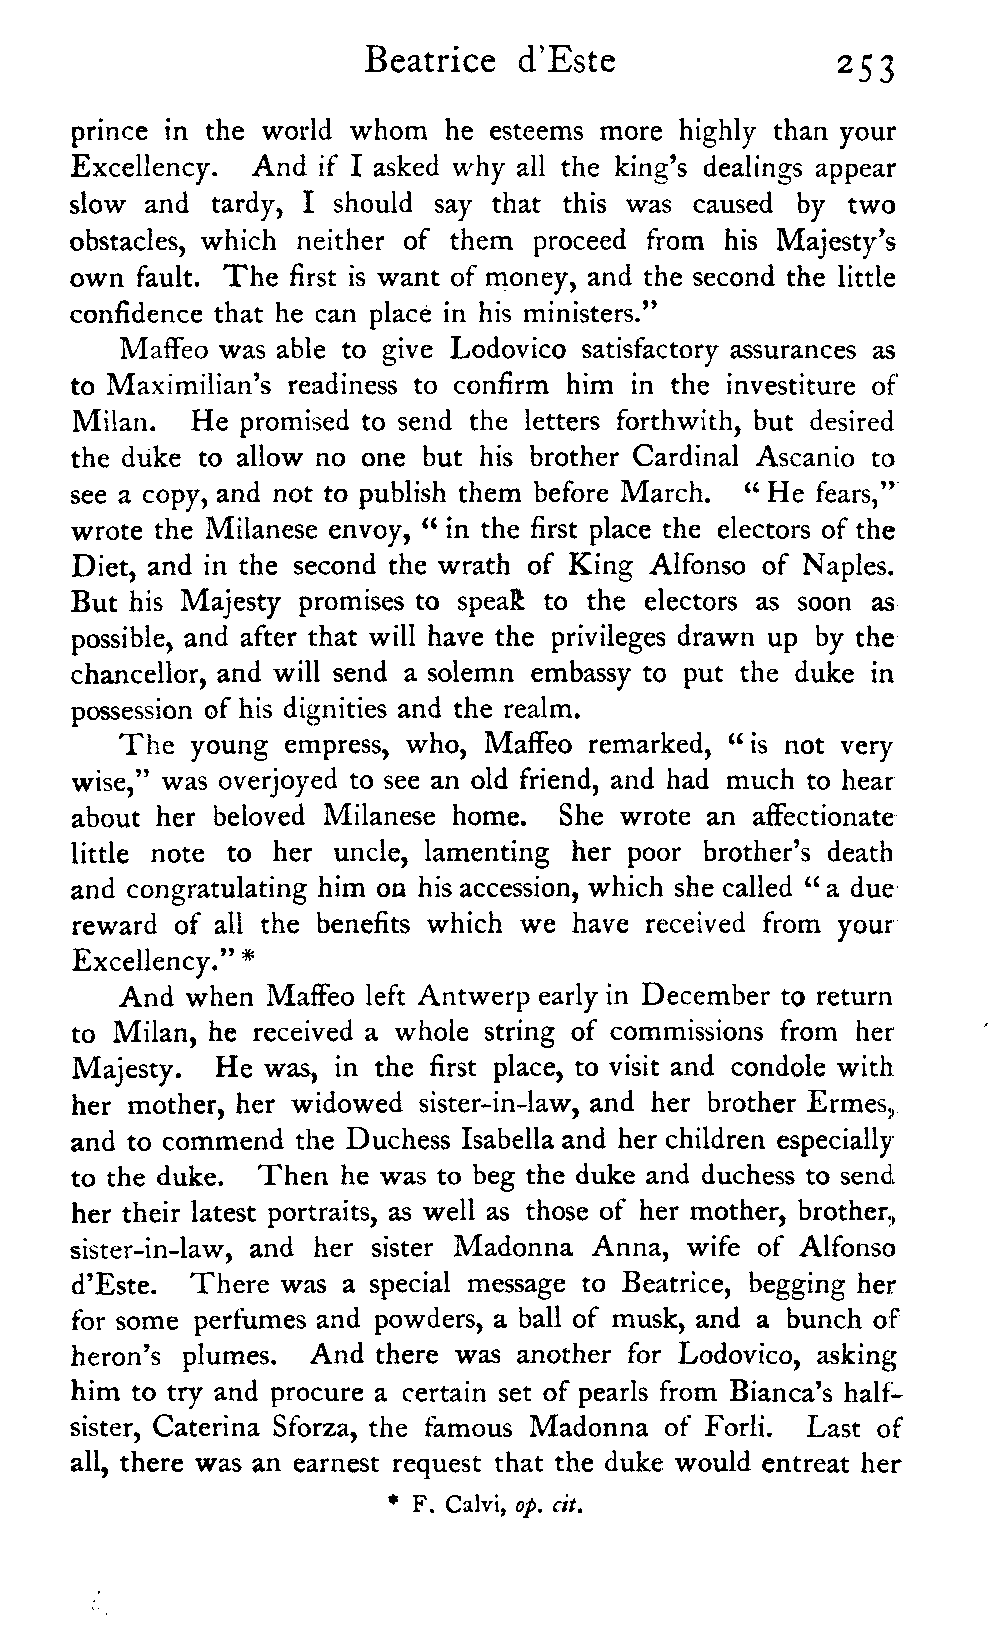 Beatrice d'Este 253
prince in the world whom he esteems more highly than your
Excellency. And if I asked why all the king's dealings appear
slow and tardy, I should say that this was caused by two
obstacles, which neither of them proceed from his Majesty's
own fault. The first is want of money, and the second the little
confidence that he can place in his ministers."
Maffeo was able to give Lodovico satisfactory assurances as
to Maximilian's readiness to confirm him in the investiture of
Milan. He promised to send the letters forthwith, but desired
the duke to allow no one but his brother Cardinal Ascanio to
see a copy, and not to publish them before March. "He fears,"
wrote the Milanese envoy, "in the first place the electors of the
Diet, and in the second the wrath of King Alfonso of Naples.
But his Majesty promises to speak to the electors as soon as
possible, and after that will have the privileges drawn up by the
chancellor, and will send a solemn embassy to put the duke in
possession of his dignities and the realm.
The young empress, who, Maffeo remarked, "is not very
wise," was overjoyed to see an old friend, and had much to hear
about her beloved Milanese home. She wrote an affectionate
little note to her uncle, lamenting her poor brother's death
and congratulating him on his accession, which she called "a due
reward of all the benefits which we have received from your
Excellency." *
And when Maffeo left Antwerp early in December to return
to Milan, he received a whole string of commissions from her
Majesty. He was, in the first place, to visit and condole with
her mother, her widowed sister-in-law, and her brother Ermes,
and to commend the Duchess Isabella and her children especially
to the duke. Then he was to beg the duke and duchess to send
her their latest portraits, as well as those of her mother, brother,
sister-in-law, and her sister Madonna Anna, wife of Alfonso
d'Este. There was a special message to Beatrice, begging her
for some perfumes and powders, a ball of musk, and a bunch of
heron's plumes. And there was another for Lodovico, asking
him to try and procure a certain set of pearls from Bianca's half-
sister, Caterina Sforza, the famous Madonna of Forli. Last of
all, there was an earnest request that the duke would entreat her
* F. Calvi, op. cit.